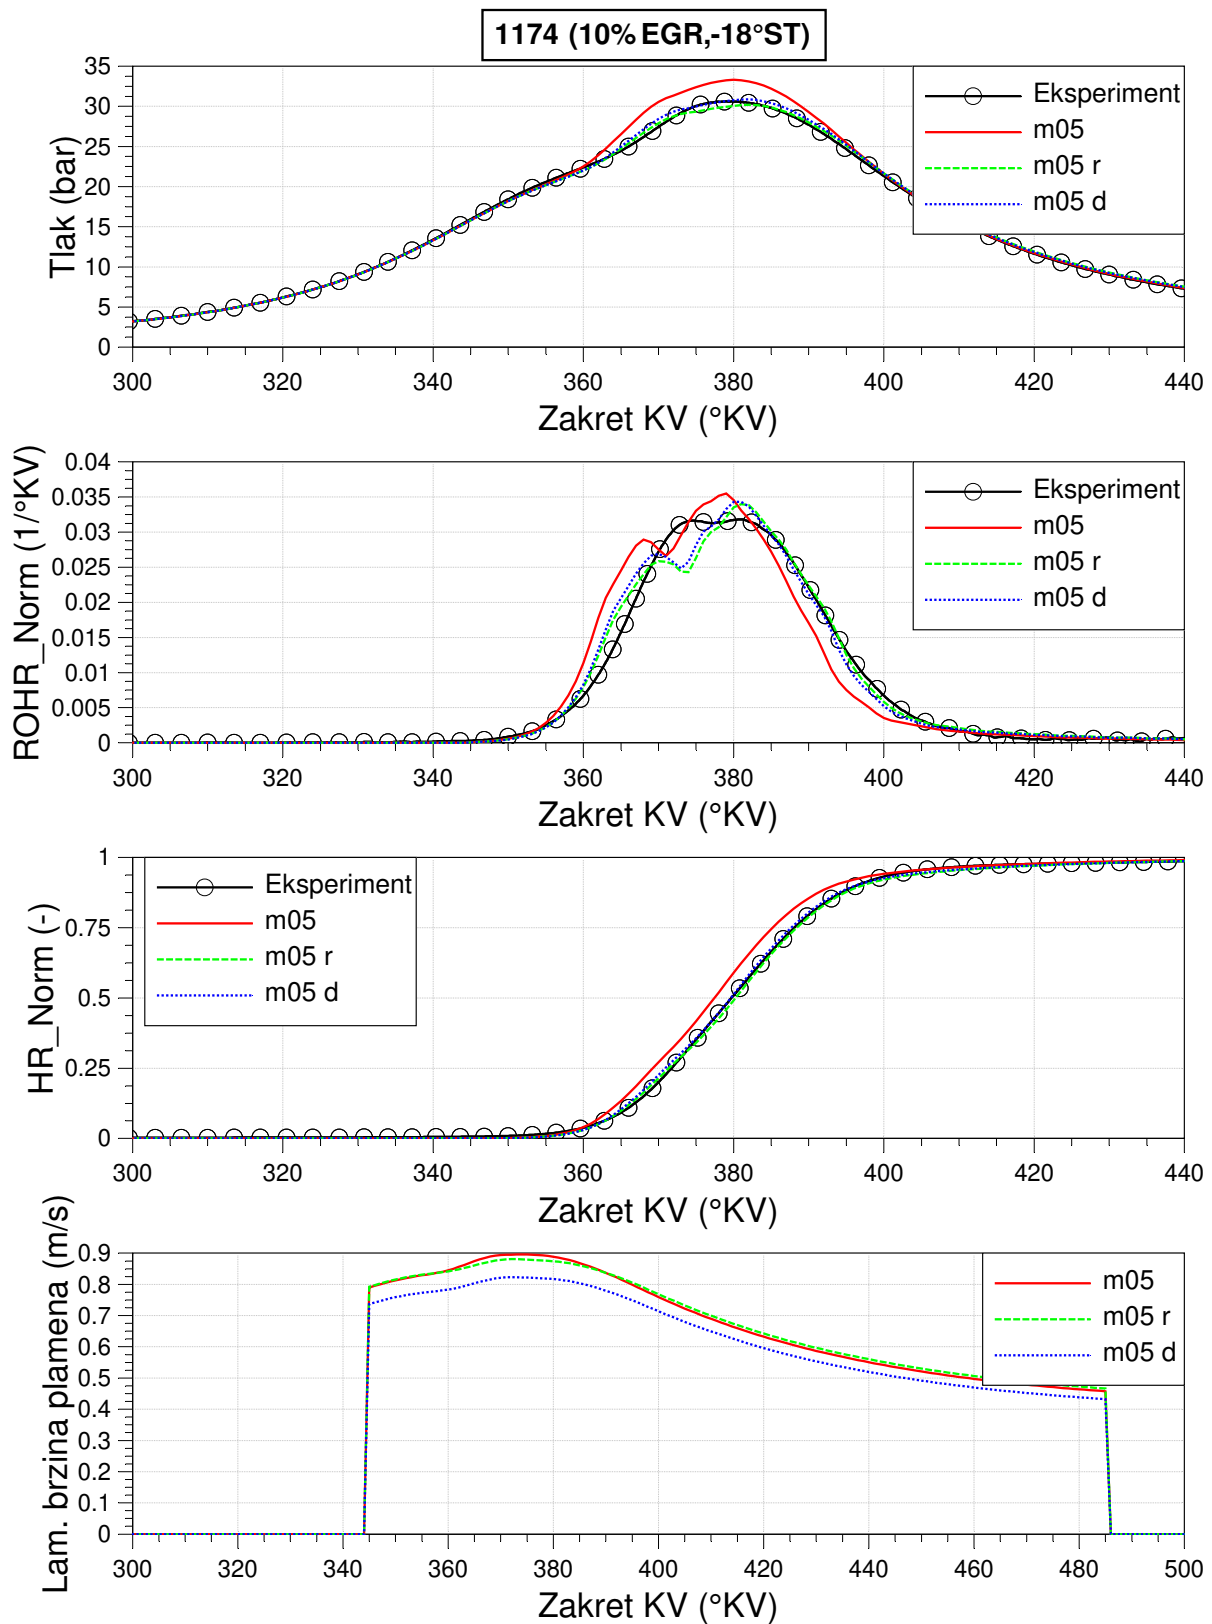 1174 (10% EGR,-18°ST)
Tlak (bar)
35
30
25
20
15
10
5
0
Eksperiment
m05
m05 r
m05 d
300 320 340 360 380 400 420 440
Zakret KV (°KV)
ROHR_Norm (1/°KV)
0.04
0.035
0.03
0.025
0.02
0.015
0.01
0.005
0
Eksperiment
m05
m05 r
m05 d
300 320 340 360 380 400 420 440
Zakret KV (°KV)
HR_Norm (-)
1
0.75
0.5
0.25
0
Eksperiment
m05
m05 r
m05 d
300 320 340 360 380 400 420 440
Zakret KV (°KV)
Lam. brzina plamena (m/s)
0.9
0.8
0.7
0.6
0.5
0.4
0.3
0.2
0.1
0
m05
m05 r
m05 d
300 320 340 360 380 400 420 440 460 480 500
Zakret KV (°KV)